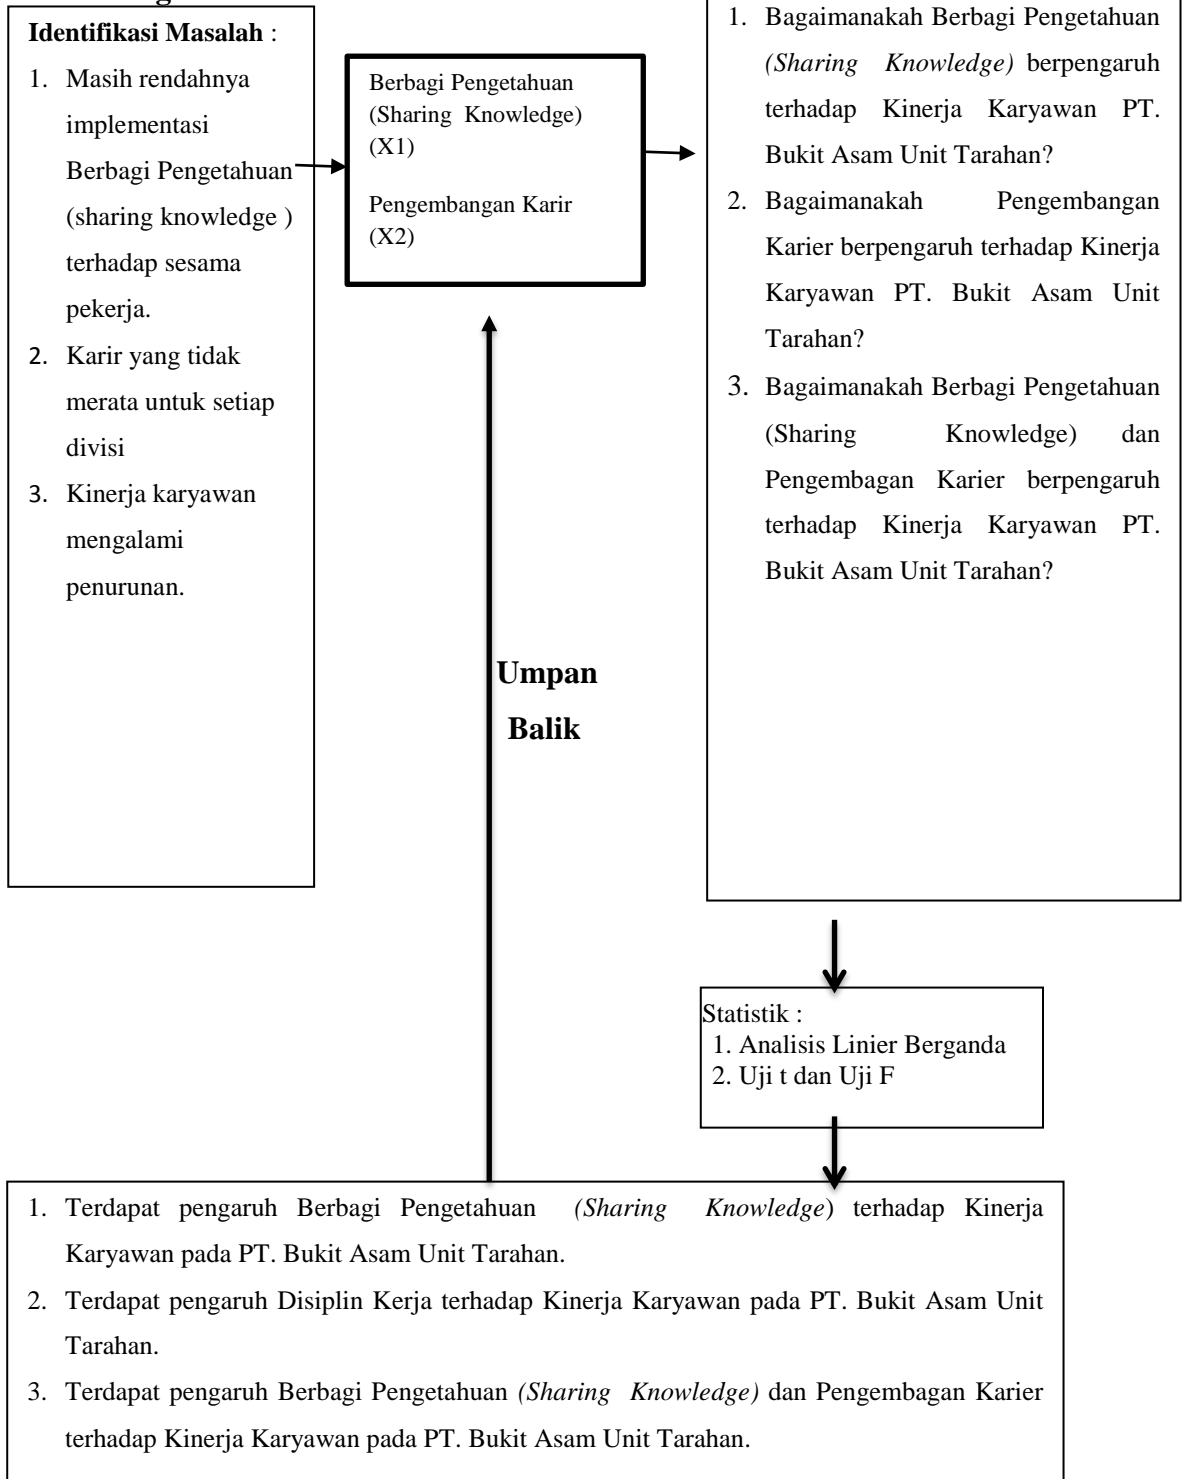 Identifikasi Masalah :
1. Masih rendahnya
implementasi
Berbagi Pengetahuan
(sharing knowledge )
terhadap sesama
pekerja.
2. Karir yang tidak
merata untuk setiap
divisi
3. Kinerja karyawan
mengalami
penurunan.
Berbagi Pengetahuan
(Sharing Knowledge)
(X1)
Pengembangan Karir
(X2)
1. Bagaimanakah Berbagi Pengetahuan
(Sharing Knowledge) berpengaruh
terhadap Kinerja Karyawan PT.
Bukit Asam Unit Tarahan?
2. Bagaimanakah Pengembangan
Karier berpengaruh terhadap Kinerja
Karyawan PT. Bukit Asam Unit
Tarahan?
3. Bagaimanakah Berbagi Pengetahuan
(Sharing Knowledge) dan
Pengembagan Karier berpengaruh
terhadap Kinerja Karyawan PT.
Bukit Asam Unit Tarahan?
Umpan
Balik
Statistik :
1. Analisis Linier Berganda
2. Uji t dan Uji F
1. Terdapat pengaruh Berbagi Pengetahuan (Sharing Knowledge) terhadap Kinerja
Karyawan pada PT. Bukit Asam Unit Tarahan.
2. Terdapat pengaruh Disiplin Kerja terhadap Kinerja Karyawan pada PT. Bukit Asam Unit
Tarahan.
3. Terdapat pengaruh Berbagi Pengetahuan (Sharing Knowledge) dan Pengembagan Karier
terhadap Kinerja Karyawan pada PT. Bukit Asam Unit Tarahan.